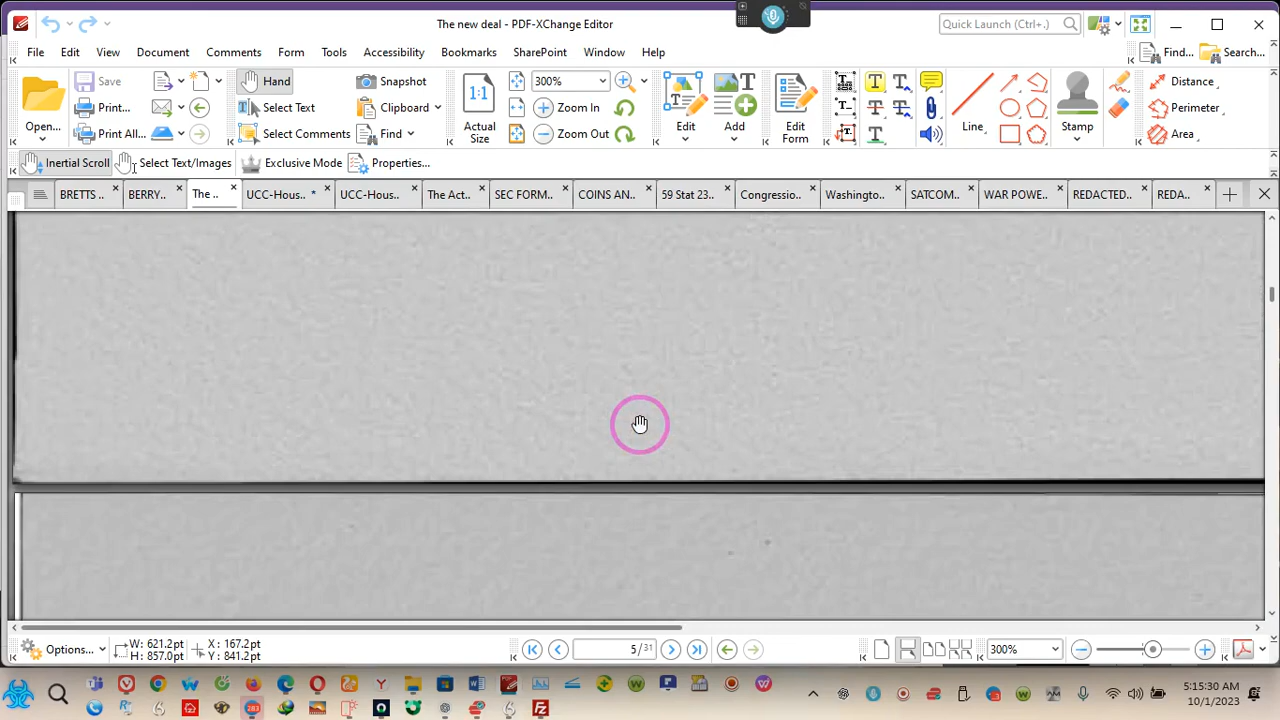 The new deal - PDF-XChange Editor
Quick Launch (Ctrl+.)
File Edit View Document Comments Form Tools Accessibility Bookmarks SharePoint Window Help
Find... Search...
Open...
Save
Print...
Print All...
Hand
Select Text
Select Comments
Snapshot
Clipboard
Find
Actual Size
1:1
300%
Zoom In
Zoom Out
Edit
Add
Edit Form
Line
Stamp
Distance
Perimeter
Area
Inertial Scroll Select Text/Images Exclusive Mode Properties...
BRETTS .. BERRY.. The .. UCC-Hous.. * UCC-Hous.. The Act.. SEC FORM.. COINS AN.. 59 Stat 23.. Congressio.. Washingto.. SATCOM.. WAR POWE.. REDACTED.. REDA..
Options...
W: 621.2pt
H: 857.0pt
X : 167.2pt
Y : 841.2pt
5 / 31
300%
5:15:30 AM
10/1/2023
283